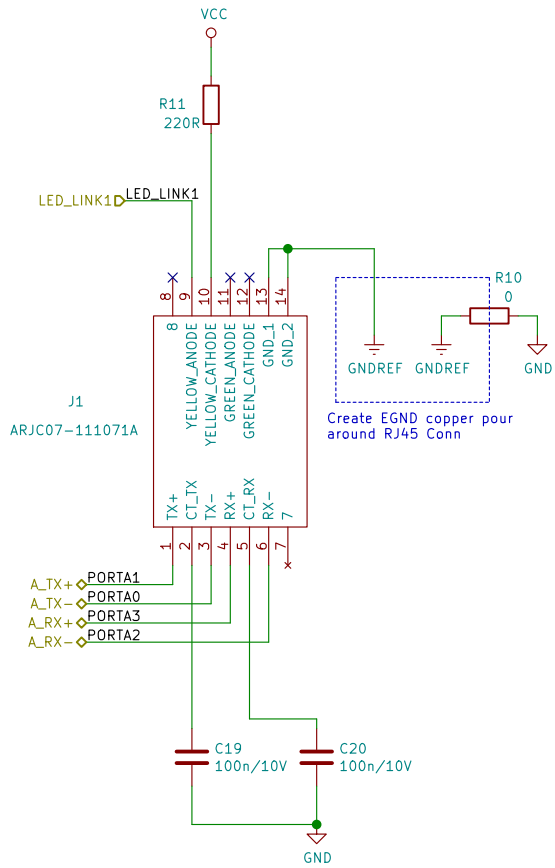 VCC
R11
220R
LED_LINK1
LED_LINK1
8
9
10
11
12
13
14
8
YELLOW_ANODE
YELLOW_CATHODE
GREEN_ANODE
GREEN_CATHODE
GND_1
GND_2
R10
0
GNDREF
GNDREF
GND
Create EGND copper pour
around RJ45 Conn
J1
ARJC07-111071A
TX+
CT_TX
TX-
RX+
CT_RX
RX-
7
1
2
3
4
5
6
7
A_TX+
PORTA1
A_TX-
PORTA0
A_RX+
PORTA3
A_RX-
PORTA2
C19
100n/10V
C20
100n/10V
GND